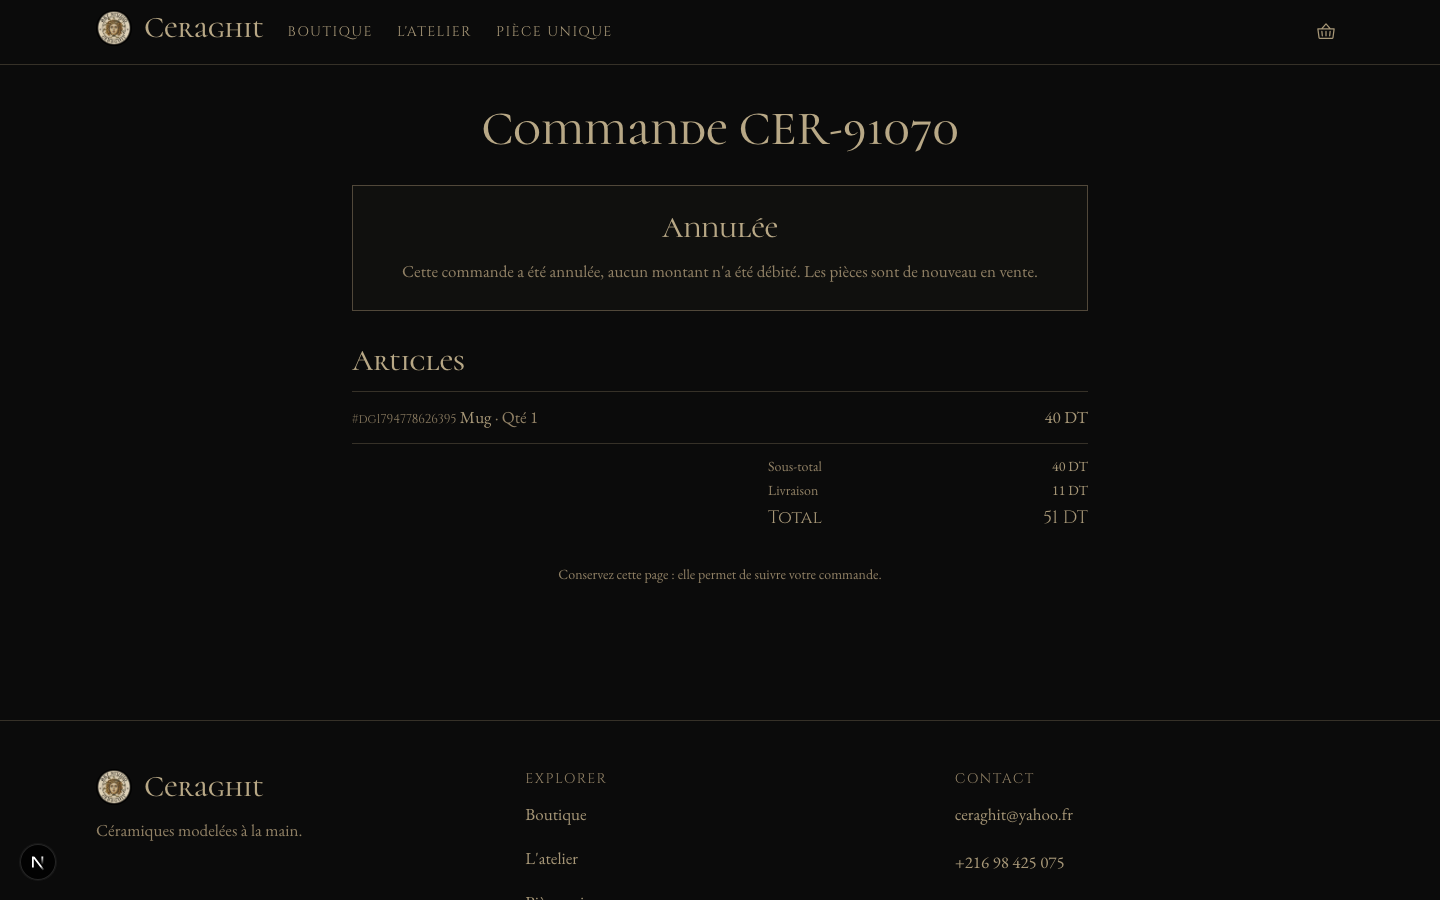 Ceraghit BOUTIQUE L'ATELIER PIÈCE UNIQUE
Commande CER-91070
Annulée
Cette commande a été annulée, aucun montant n'a été débité. Les pièces sont de nouveau en vente.
Articles
#DG1794778626395 Mug · Qté 1 40 DT
Sous-total 40 DT
Livraison 11 DT
Total 51 DT
Conservez cette page : elle permet de suivre votre commande.
Ceraghit
Céramiques modelées à la main.
EXPLORER
Boutique
L'atelier
CONTACT
ceraghit@yahoo.fr
+216 98 425 075
N